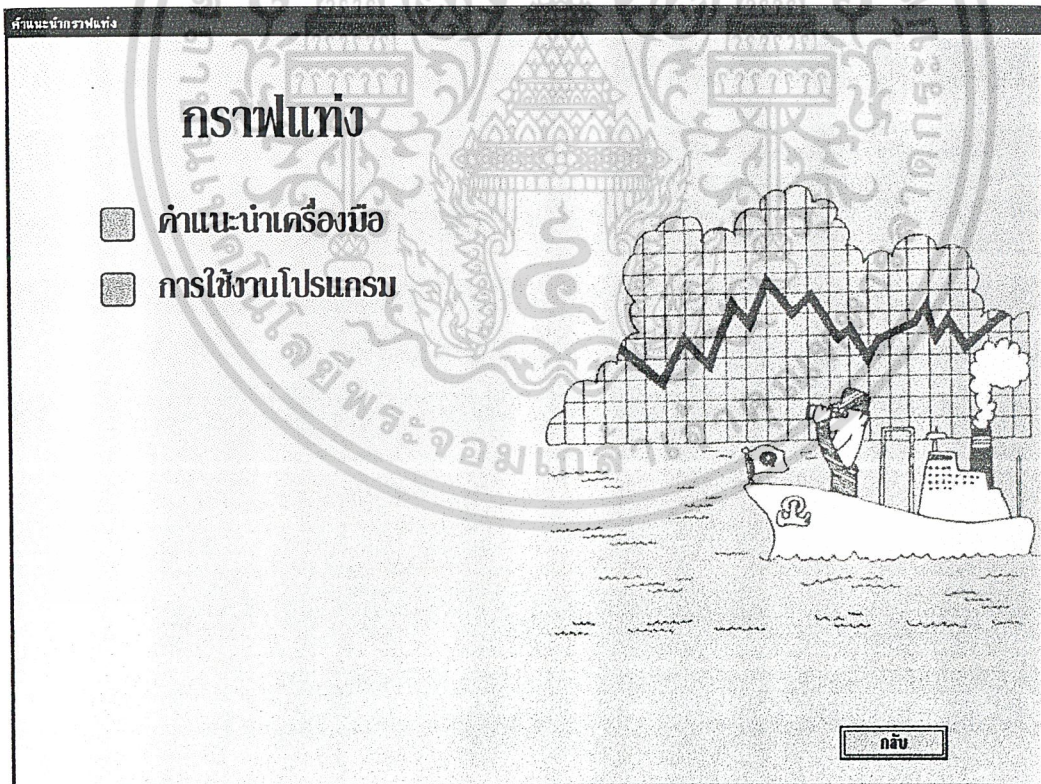 คำแนะนำกราฟแท่ง
กราฟแท่ง
คำแนะนำเครื่องมือ
การใช้งานโปรแกรม
กลับ